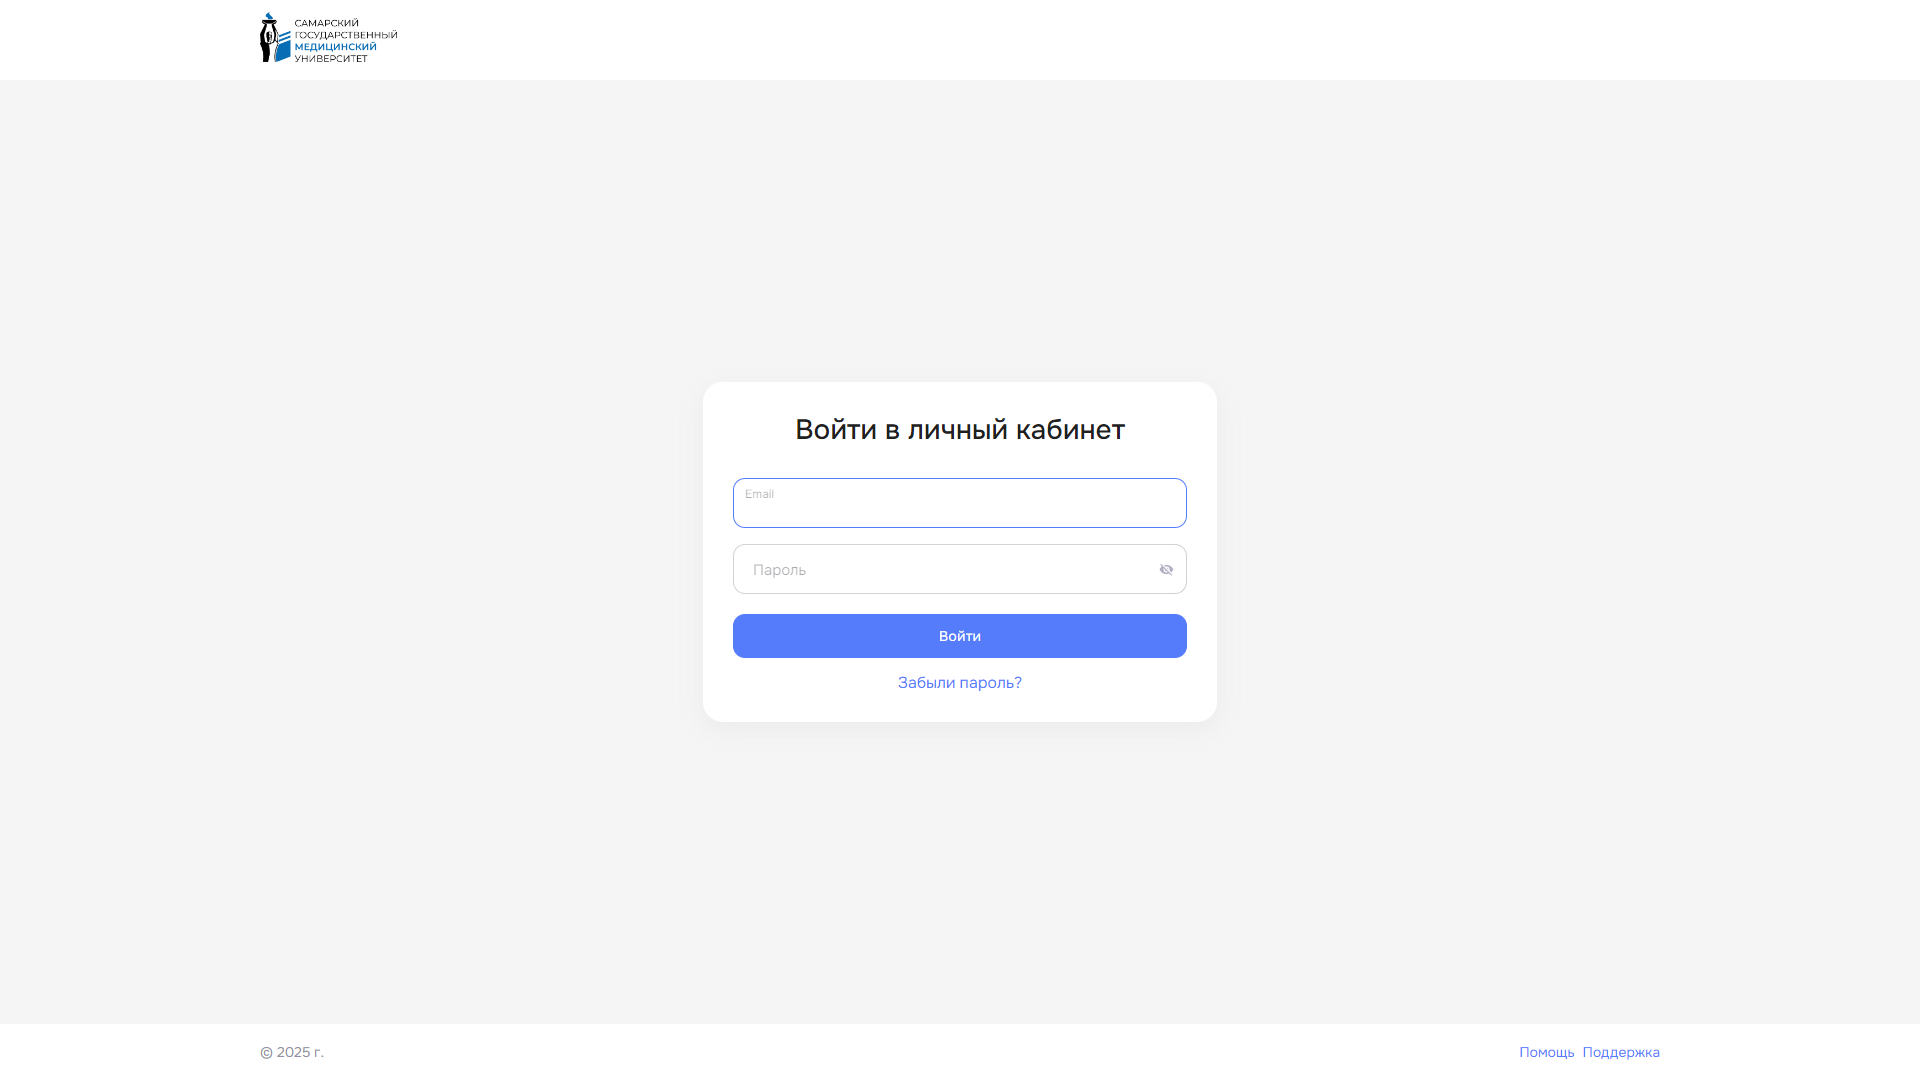 САМАРСКИЙ
ГОСУДАРСТВЕННЫЙ
МЕДИЦИНСКИЙ
УНИВЕРСИТЕТ
Войти в личный кабинет
Email
Пароль
Войти
Забыли пароль?
© 2025 г.
Помощь Поддержка